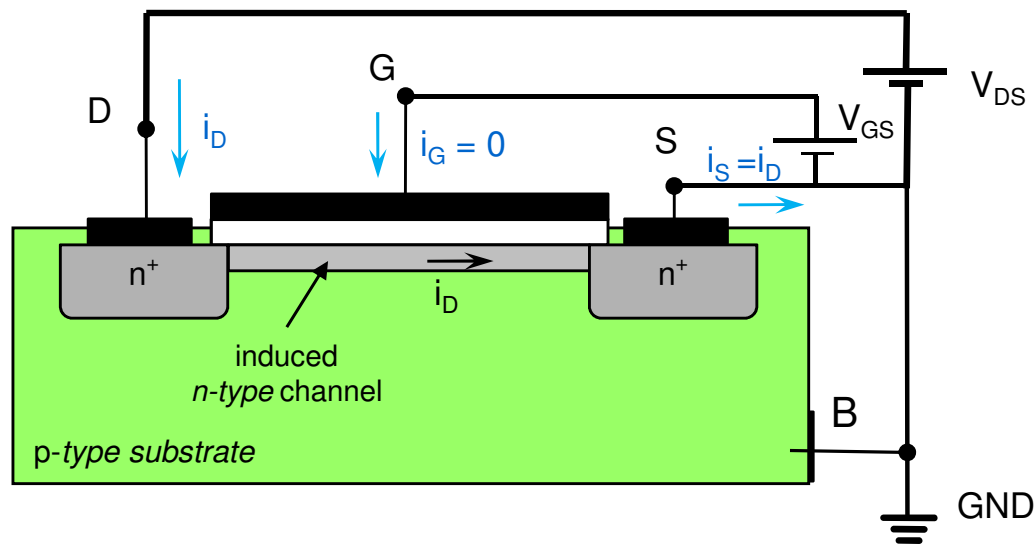 G
D
V_DS
V_GS
i_D
i_G = 0
S
i_S =i_D
n⁺
n⁺
i_D
induced
n-type channel
B
p-type substrate
GND